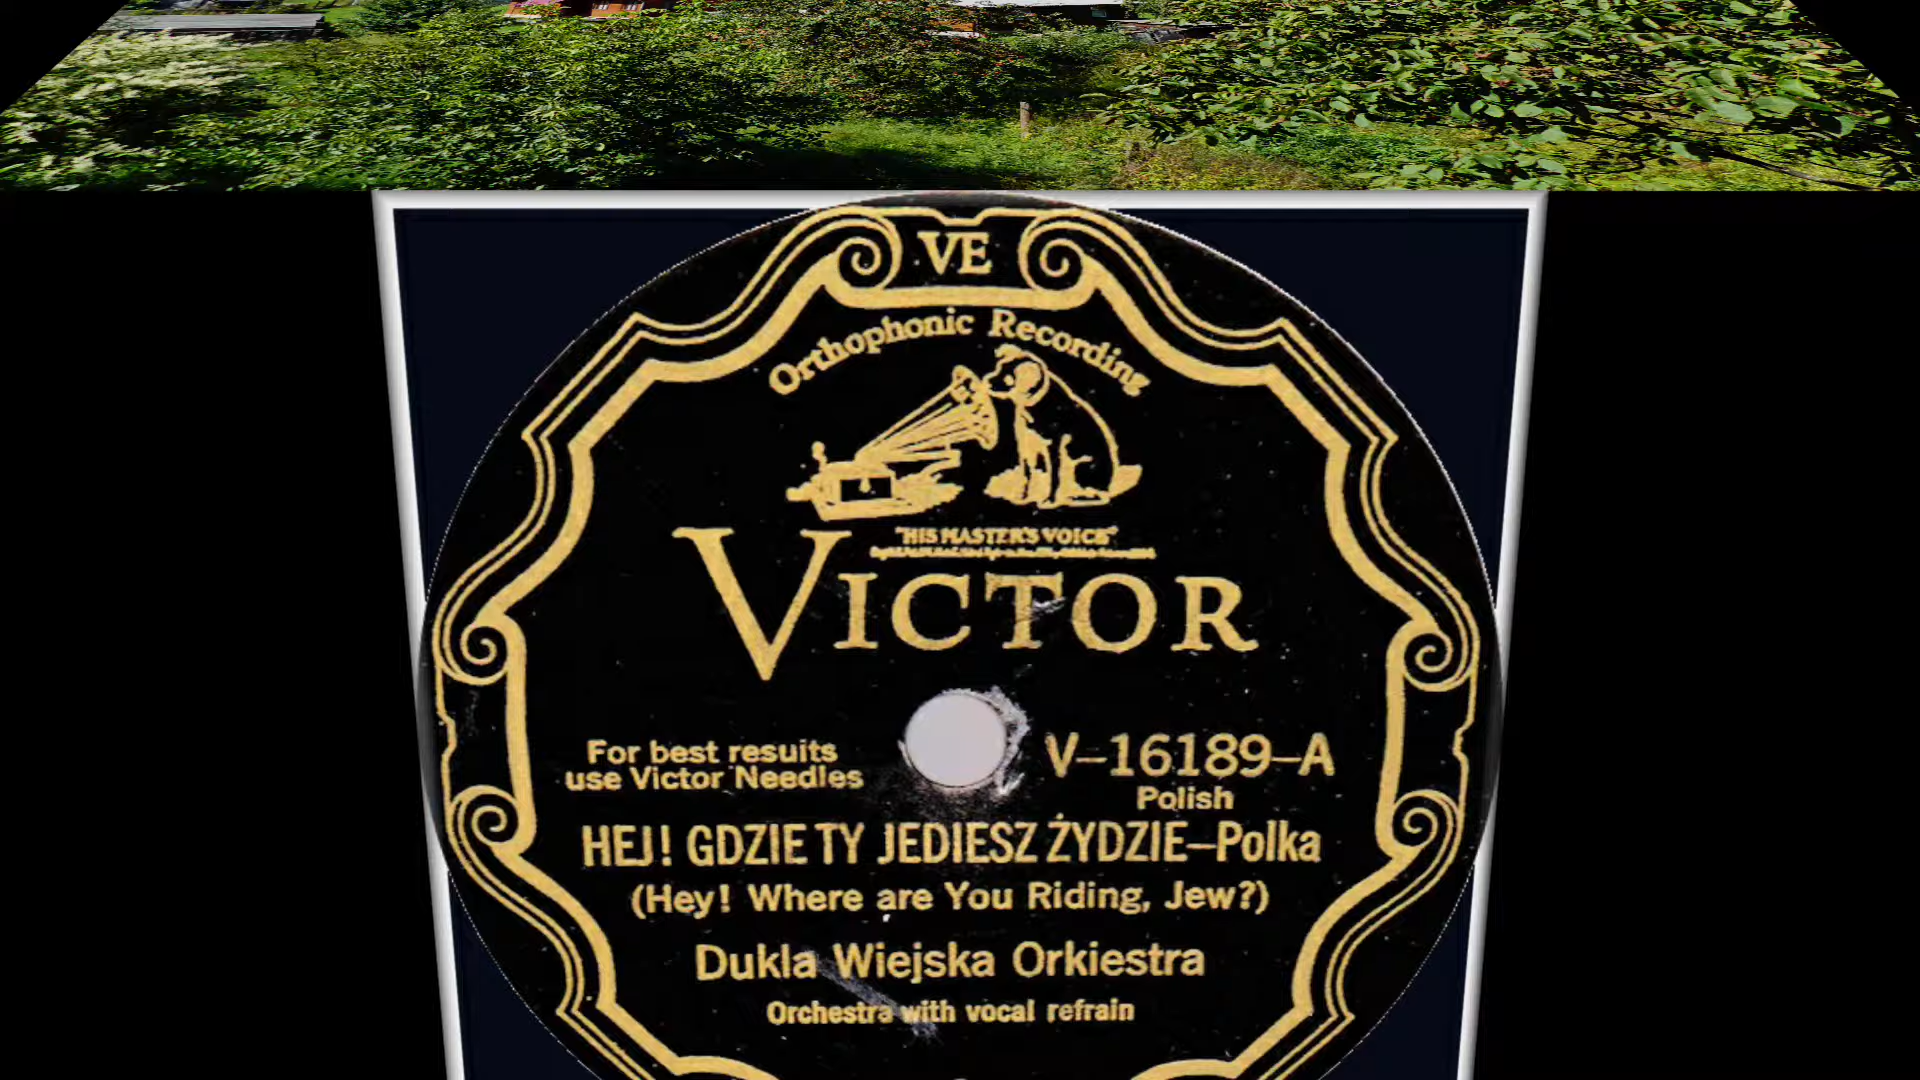 VE
Orthophonic Recording
"HIS MASTER'S VOICE"
VICTOR
For best results
use Victor Needles
V-16189-A
Polish
HEJ! GDZIE TY JEDIESZ ŻYDZIE-Polka
(Hey! Where are You Riding, Jew?)
Dukla Wiejska Orkiestra
Orchestra with vocal refrain